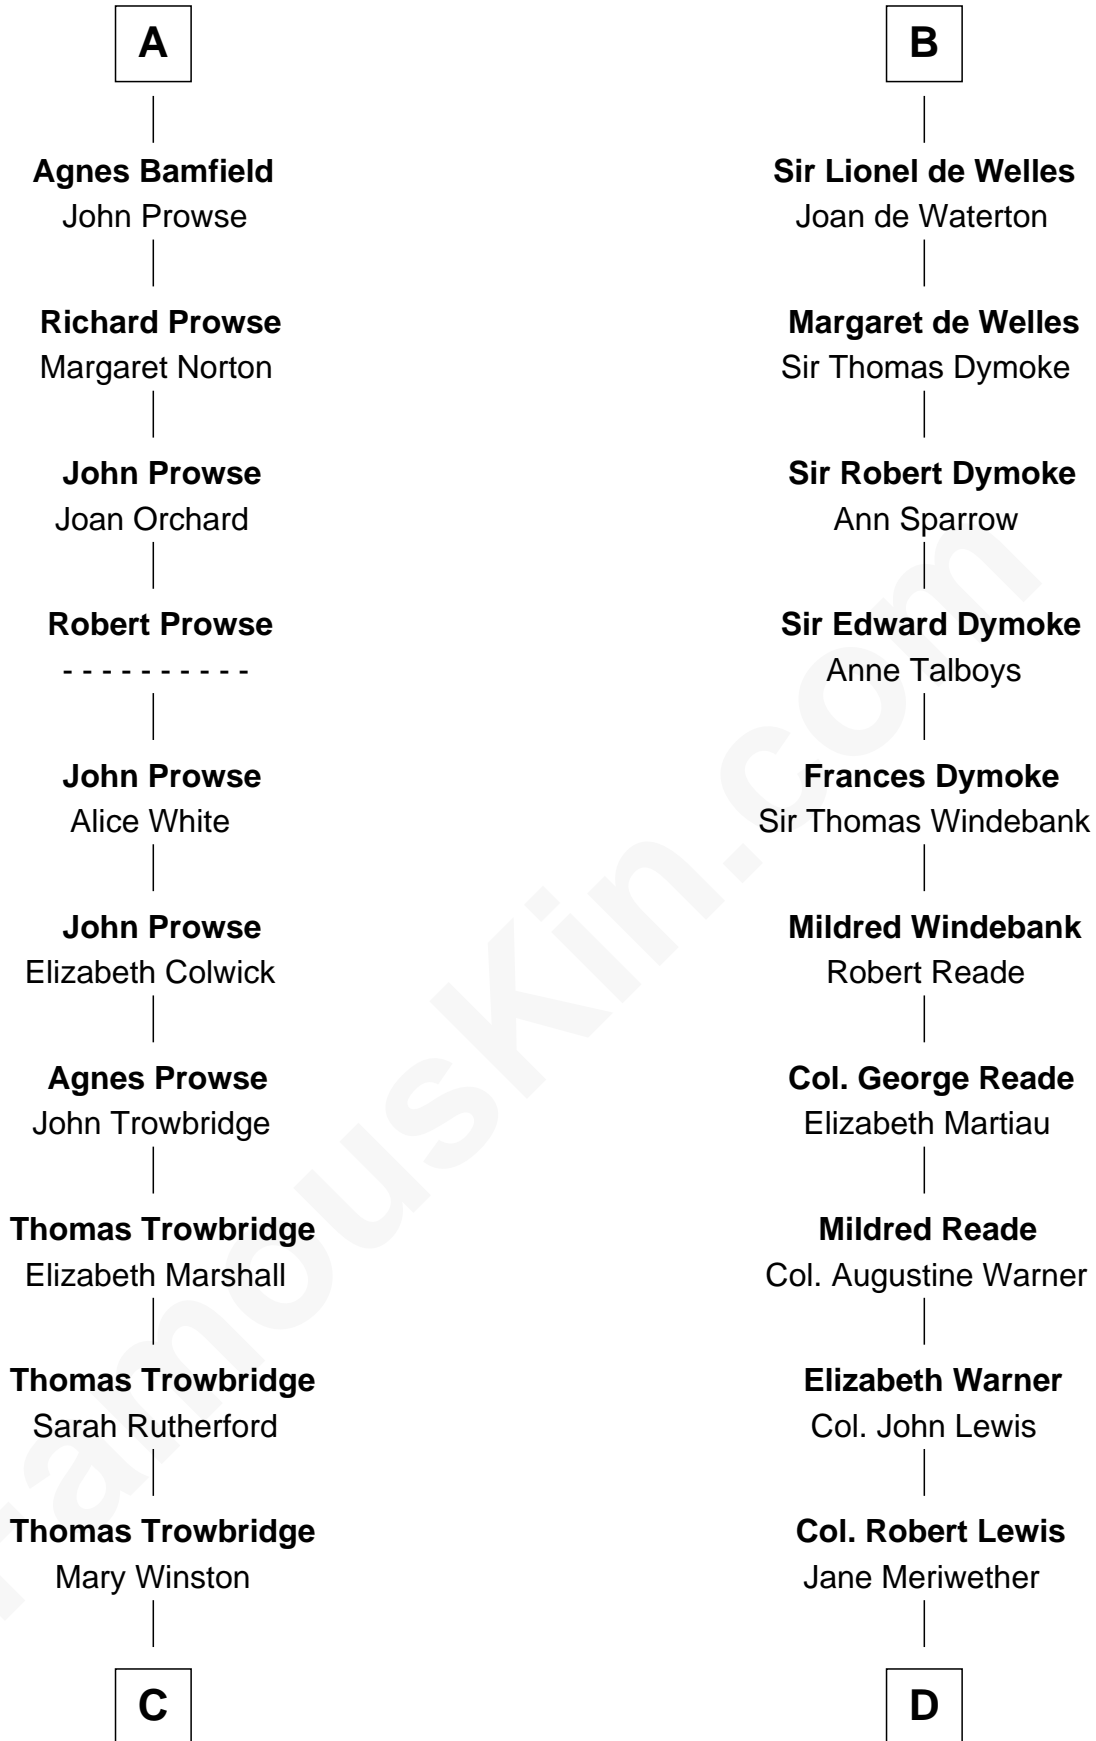 A
Agnes Bamfield
John Prowse
Richard Prowse
Margaret Norton
John Prowse
Joan Orchard
Robert Prowse
- - - - - - - - - -
John Prowse
Alice White
John Prowse
Elizabeth Colwick
Agnes Prowse
John Trowbridge
Thomas Trowbridge
Elizabeth Marshall
Thomas Trowbridge
Sarah Rutherford
Thomas Trowbridge
Mary Winston
C
B
Sir Lionel de Welles
Joan de Waterton
Margaret de Welles
Sir Thomas Dymoke
Sir Robert Dymoke
Ann Sparrow
Sir Edward Dymoke
Anne Talboys
Frances Dymoke
Sir Thomas Windebank
Mildred Windebank
Robert Reade
Col. George Reade
Elizabeth Martiau
Mildred Reade
Col. Augustine Warner
Elizabeth Warner
Col. John Lewis
Col. Robert Lewis
Jane Meriwether
D
FamousKin.com